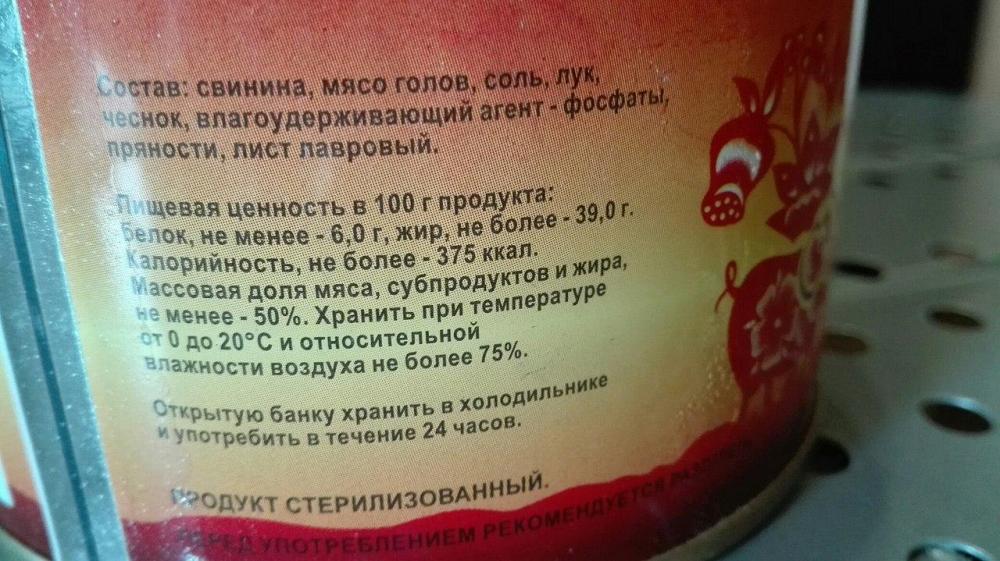 Состав: свинина, мясо голов, соль, лук,
чеснок, влагоудерживающий агент - фосфаты,
пряности, лист лавровый.
Пищевая ценность в 100 г продукта:
белок, не менее - 6,0 г, жир, не более - 39,0 г.
Калорийность, не более - 375 ккал.
Массовая доля мяса, субпродуктов и жира,
не менее - 50%. Хранить при температуре
от 0 до 20°С и относительной
влажности воздуха не более 75%.
Открытую банку хранить в холодильнике
и употребить в течение 24 часов.
ПРОДУКТ СТЕРИЛИЗОВАННЫЙ.
ПЕРЕД УПОТРЕБЛЕНИЕМ РЕКОМЕНДУЕТСЯ РАЗОГРЕТЬ